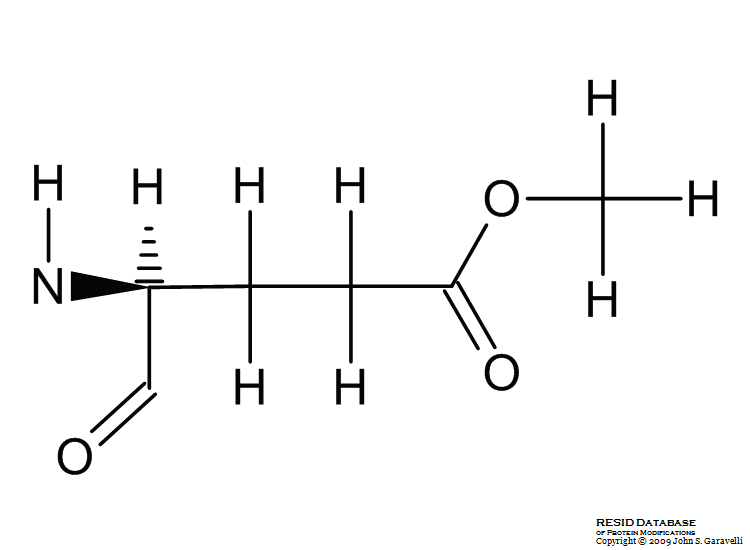 H
H H H H
O H
N
H
H H O
O
RESID DATABASE
OF PROTEIN MODIFICATIONS
Copyright © 2009 John S. Garavelli